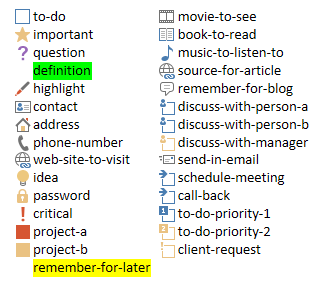 to-do
important
question
definition
highlight
contact
address
phone-number
web-site-to-visit
idea
password
critical
project-a
project-b
remember-for-later
movie-to-see
book-to-read
music-to-listen-to
source-for-article
remember-for-blog
discuss-with-person-a
discuss-with-person-b
discuss-with-manager
send-in-email
schedule-meeting
call-back
1 to-do-priority-1
2 to-do-priority-2
client-request